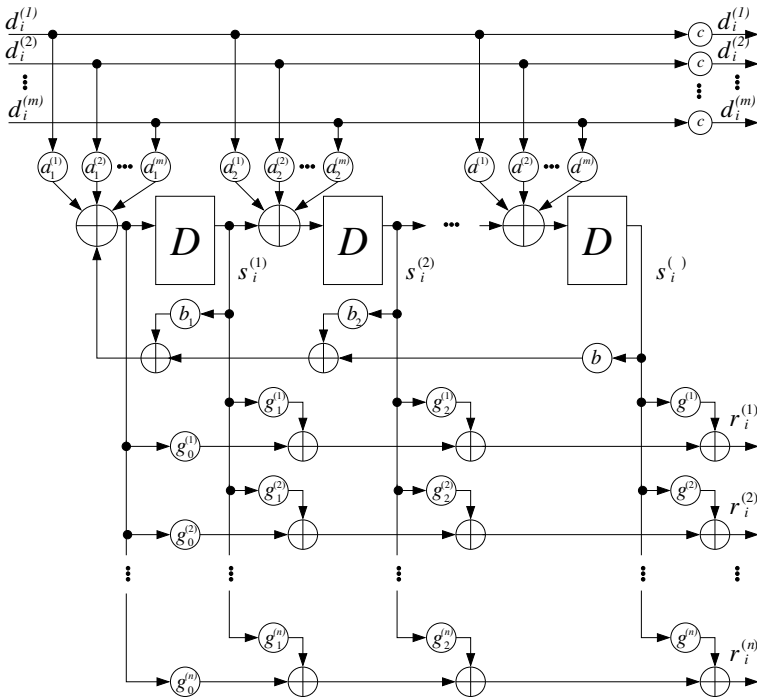 d_i^(1) d_i^(1)
c
d_i^(2) d_i^(2)
c
d_i^(m) d_i^(m)
c
a_1^(1) a_1^(2) a_1^(m) a_2^(1) a_2^(2) a_2^(m) a^(1) a^(2) a^(m)
D D D
s_i^(1) s_i^(2) s_i^( )
b_1 b_2
b
g_1^(1) g_2^(1) g^(1) r_i^(1)
g_0^(1)
g_1^(2) g_2^(2) g^(2) r_i^(2)
g_0^(2)
g_1^(n) g_2^(n) g^(n) r_i^(n)
g_0^(n)